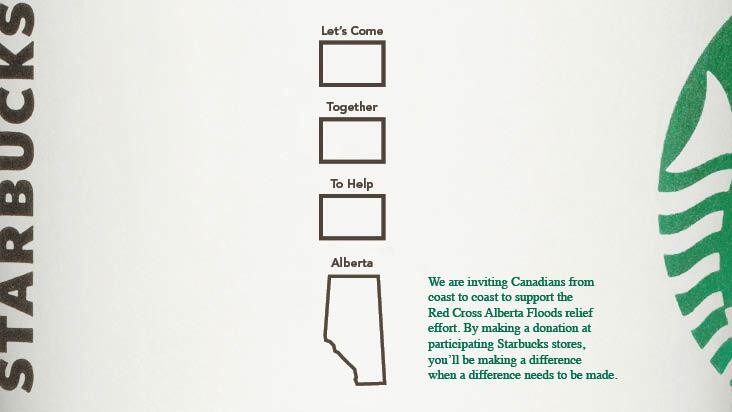 STARBUCKS
Let's Come
Together
To Help
Alberta
We are inviting Canadians from
coast to coast to support the
Red Cross Alberta Floods relief
effort. By making a donation at
participating Starbucks stores,
you'll be making a difference
when a difference needs to be made.